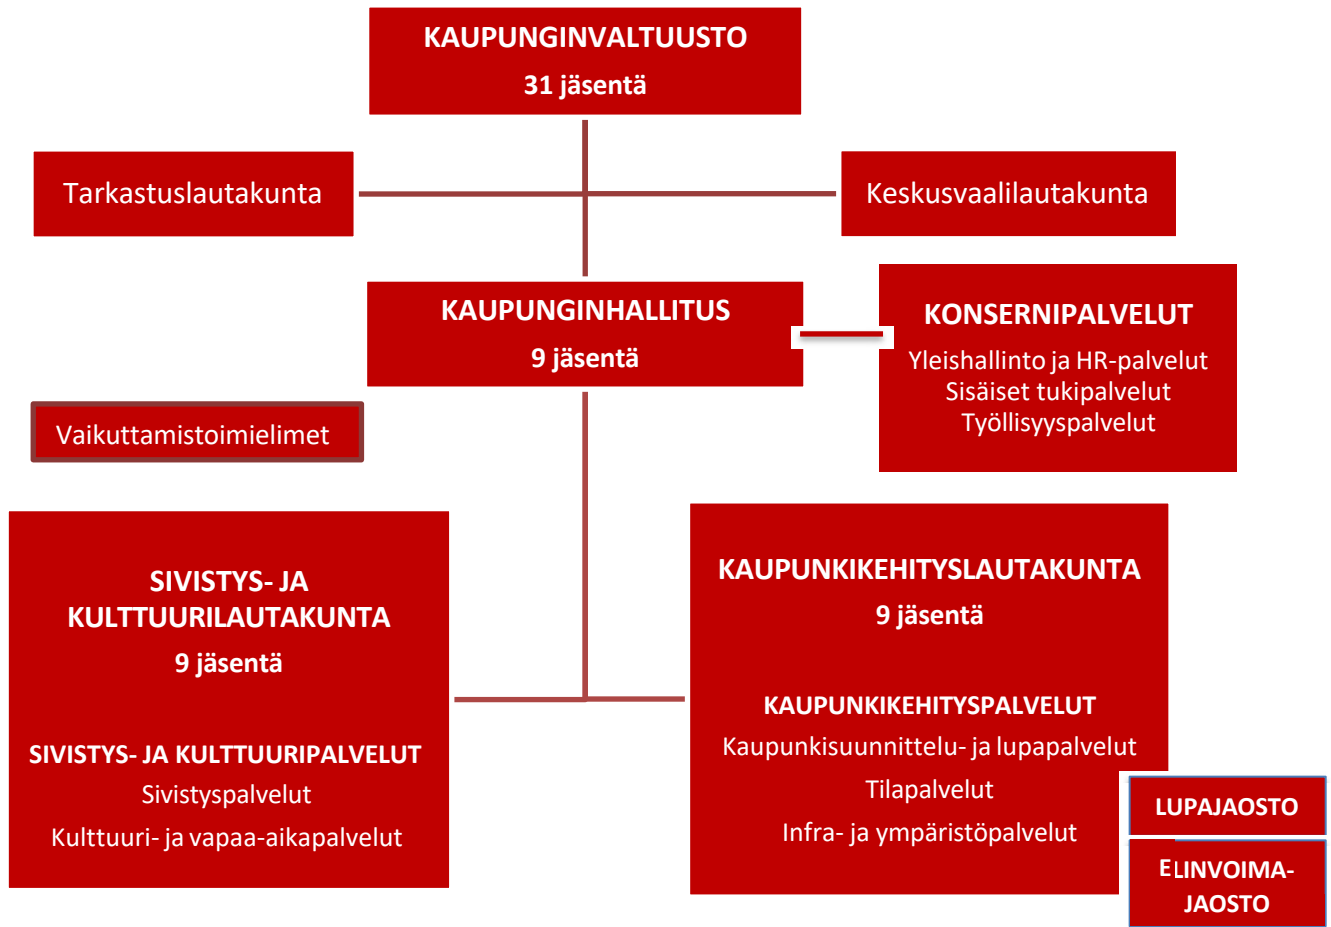 KAUPUNGINVALTUUSTO
31 jäsentä
Tarkastuslautakunta
Keskusvaalilautakunta
KAUPUNGINHALLITUS
9 jäsentä
KONSERNIPALVELUT
Yleishallinto ja HR-palvelut
Sisäiset tukipalvelut
Työllisyyspalvelut
Vaikuttamistoimielimet
SIVISTYS- JA
KULTTUURILAUTAKUNTA
9 jäsentä
SIVISTYS- JA KULTTUURIPALVELUT
Sivistyspalvelut
Kulttuuri- ja vapaa-aikapalvelut
KAUPUNKIKEHITYSLAUTAKUNTA
9 jäsentä
KAUPUNKIKEHITYSPALVELUT
Kaupunkisuunnittelu- ja lupapalvelut
Tilapalvelut
Infra- ja ympäristöpalvelut
LUPAJAOSTO
ELINVOIMA-
JAOSTO